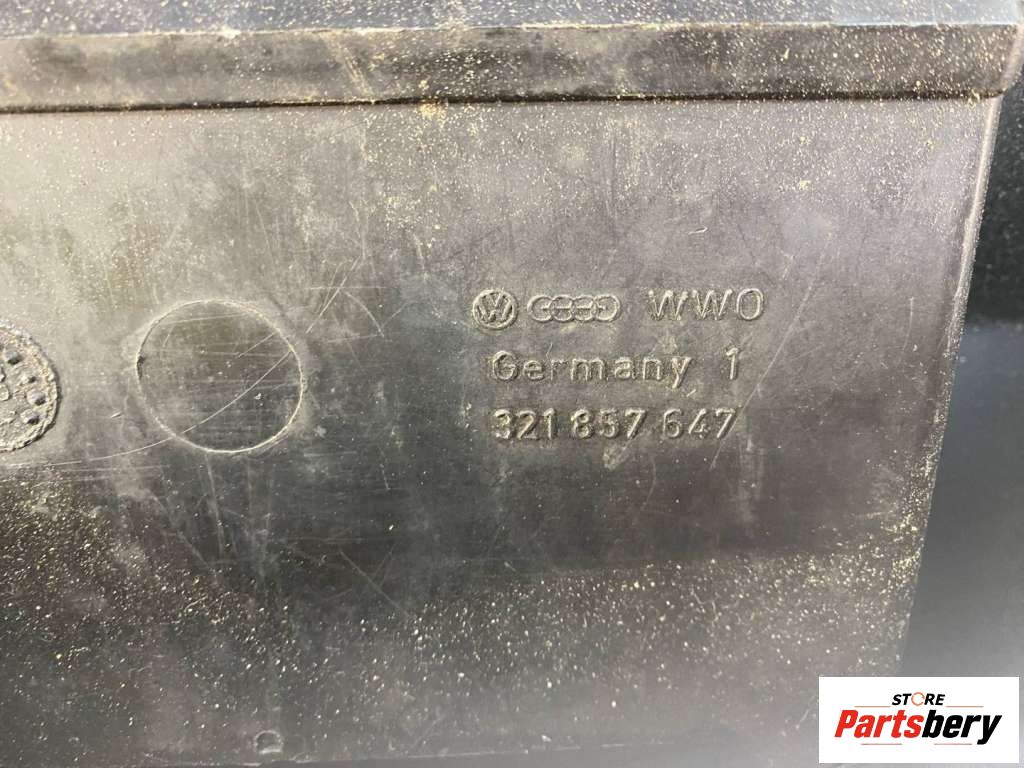 WWO
Germany 1
321 857 647
STORE
Partsbery